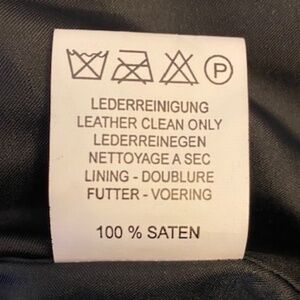 P
LEDERREINIGUNG
LEATHER CLEAN ONLY
LEDERREINEGEN
NETTOYAGE A SEC
LINING - DOUBLURE
FUTTER - VOERING
100 % SATEN